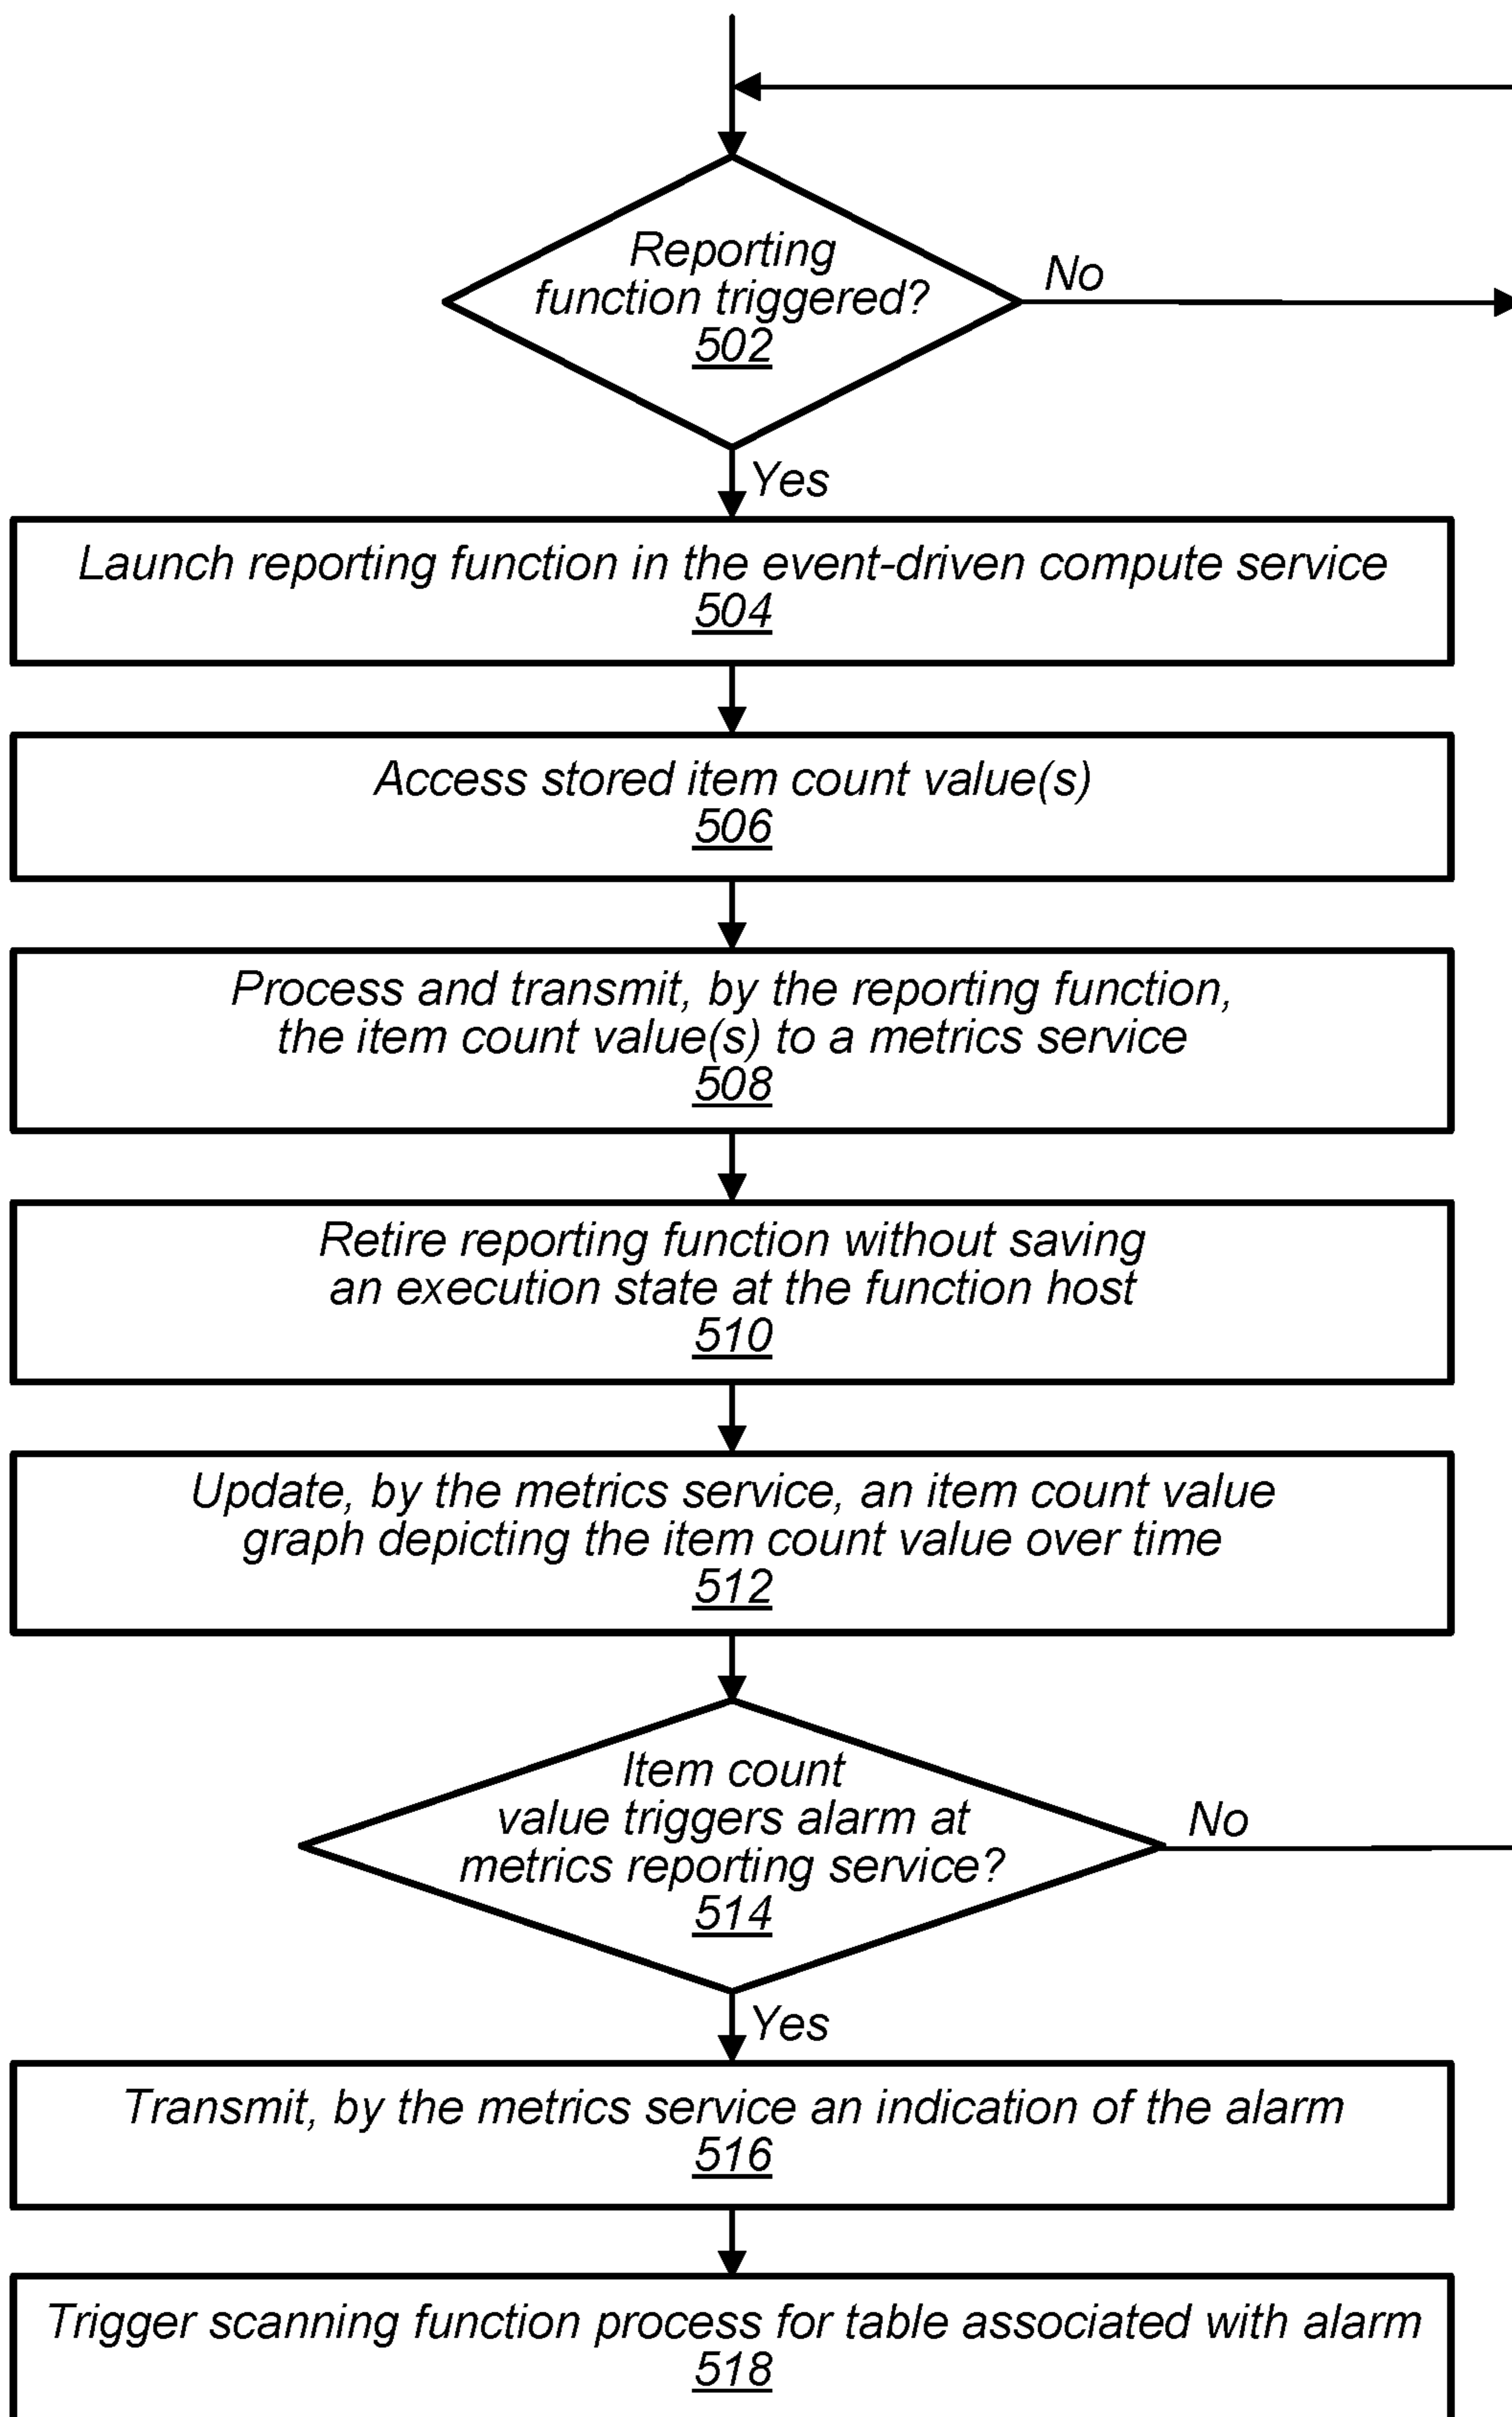 Reporting
function triggered?
502
No
Yes
Launch reporting function in the event-driven compute service
504
Access stored item count value(s)
506
Process and transmit, by the reporting function,
the item count value(s) to a metrics service
508
Retire reporting function without saving
an execution state at the function host
510
Update, by the metrics service, an item count value
graph depicting the item count value over time
512
Item count
value triggers alarm at
metrics reporting service?
514
No
Yes
Transmit, by the metrics service an indication of the alarm
516
Trigger scanning function process for table associated with alarm
518